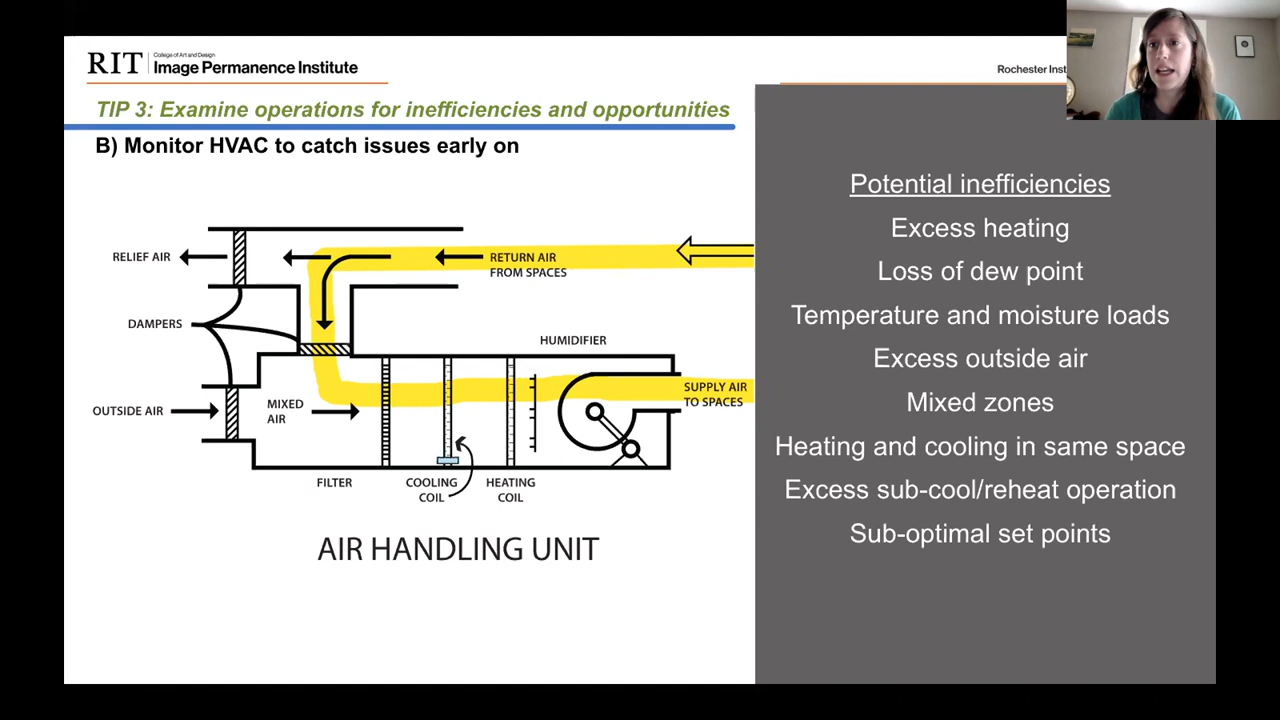 RIT
College of Art and Design
Image Permanence Institute
Rochester Inst
TIP 3: Examine operations for inefficiencies and opportunities
B) Monitor HVAC to catch issues early on
RELIEF AIR
RETURN AIR
FROM SPACES
DAMPERS
HUMIDIFIER
OUTSIDE AIR
MIXED
AIR
SUPPLY AIR
TO SPACES
FILTER
COOLING
COIL
HEATING
COIL
AIR HANDLING UNIT
Potential inefficiencies
Excess heating
Loss of dew point
Temperature and moisture loads
Excess outside air
Mixed zones
Heating and cooling in same space
Excess sub-cool/reheat operation
Sub-optimal set points